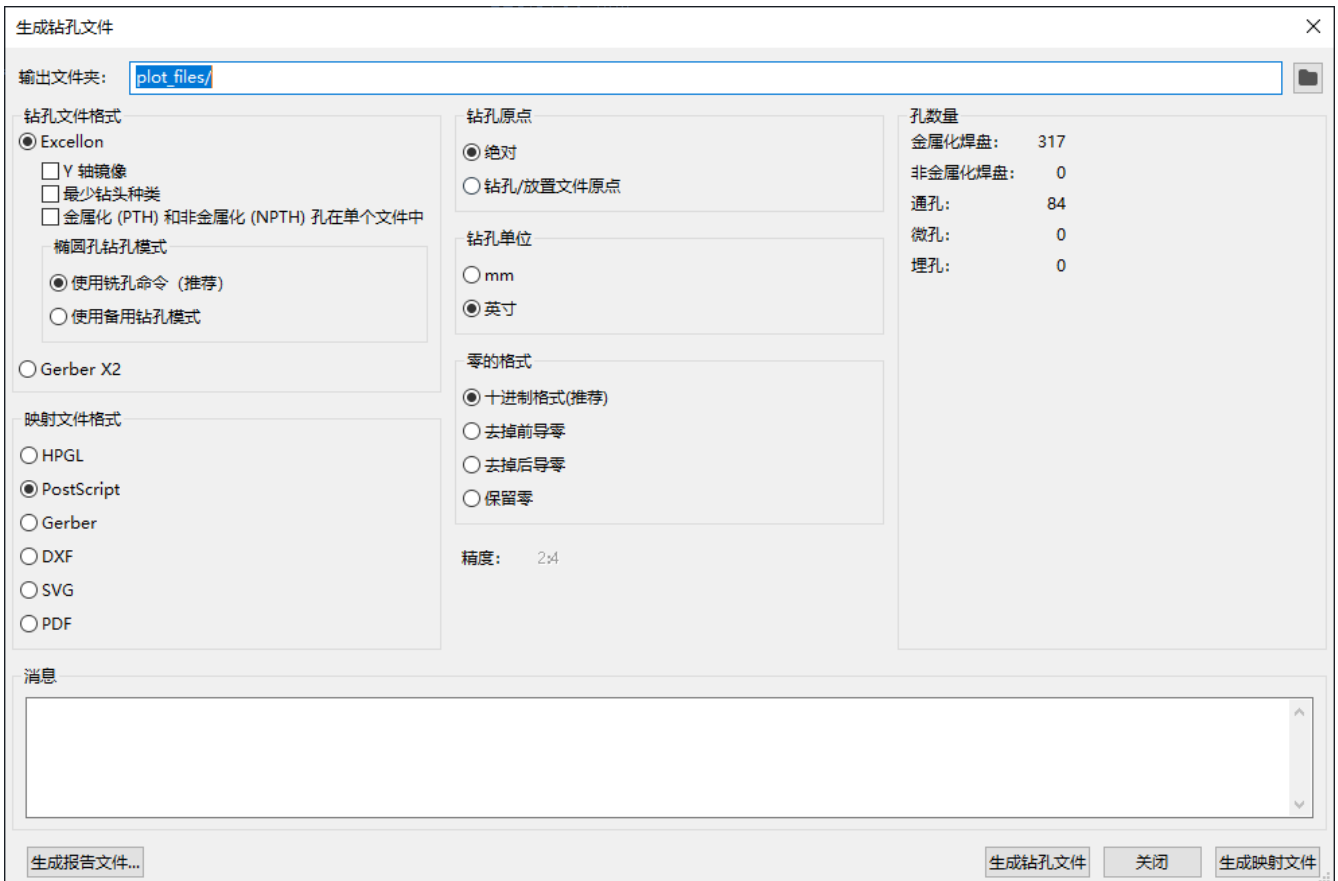 生成钻孔文件
输出文件夹：
plot_files/
钻孔文件格式
Excellon
Y 轴镜像
最少钻头种类
金属化 (PTH) 和非金属化 (NPTH) 孔在单个文件中
椭圆孔钻孔模式
使用铣孔命令（推荐）
使用备用钻孔模式
Gerber X2
映射文件格式
HPGL
PostScript
Gerber
DXF
SVG
PDF
钻孔原点
绝对
钻孔/放置文件原点
钻孔单位
mm
英寸
零的格式
十进制格式(推荐)
去掉前导零
去掉后导零
保留零
精度： 2:4
孔数量
金属化焊盘： 317
非金属化焊盘： 0
通孔： 84
微孔： 0
埋孔： 0
消息
生成报告文件...
生成钻孔文件
关闭
生成映射文件